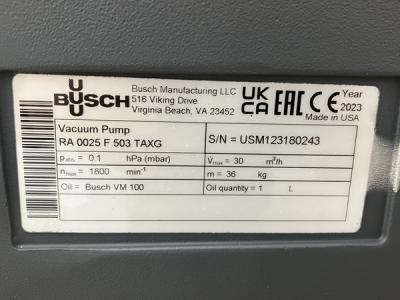 BUSCH
Busch Manufacturing LLC
516 Viking Drive
Virginia Beach, VA 23452
UK CA EAC CE
Year
2023
Made in USA
Vacuum Pump
RA 0025 F 503 TAXG
S/N = USM123180243
pabs = 0.1 hPa (mbar)
V̇max = 30 m³/h
nmax = 1800 min⁻¹
m = 36 kg
Oil = Busch VM 100
Oil quantity = 1 L